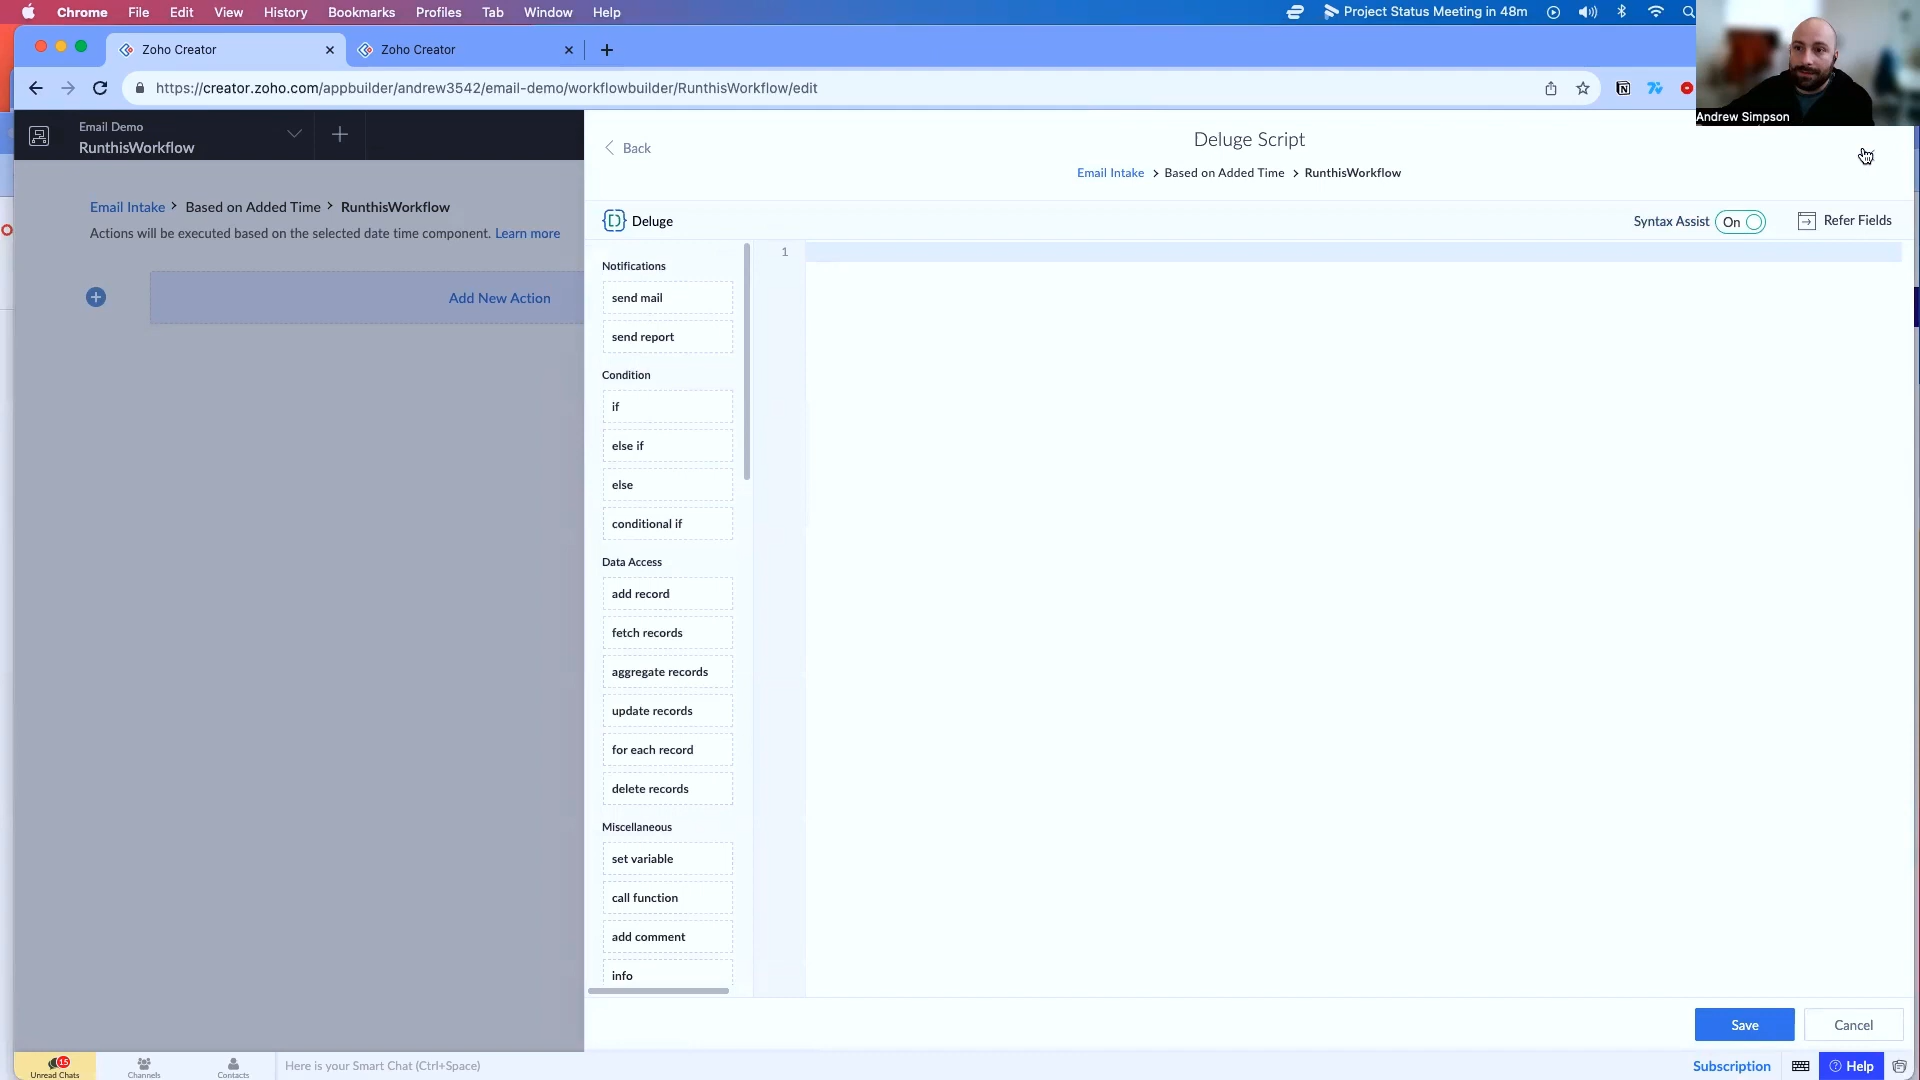 Chrome File Edit View History Bookmarks Profiles Tab Window Help
Project Status Meeting in 48m
Zoho Creator
Zoho Creator
https://creator.zoho.com/appbuilder/andrew3542/email-demo/workflowbuilder/RunthisWorkflow/edit
Andrew Simpson
Email Demo
RunthisWorkflow
Email Intake > Based on Added Time > RunthisWorkflow
Actions will be executed based on the selected date time component. Learn more
Add New Action
Back
Deluge Script
Email Intake > Based on Added Time > RunthisWorkflow
Deluge
Syntax Assist On
Refer Fields
1
Notifications
send mail
send report
Condition
if
else if
else
conditional if
Data Access
add record
fetch records
aggregate records
update records
for each record
delete records
Miscellaneous
set variable
call function
add comment
info
Save
Cancel
15
Unread Chats
Channels
Contacts
Here is your Smart Chat (Ctrl+Space)
Subscription
Help